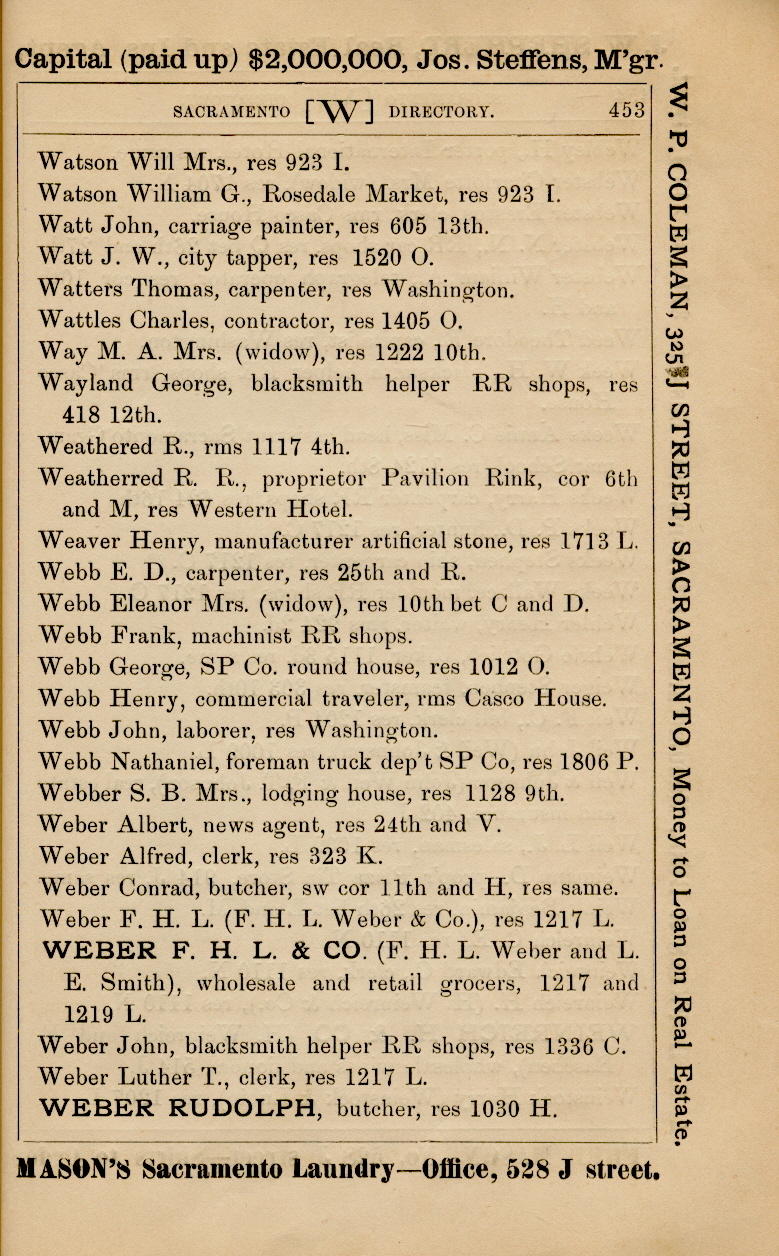 Capital (paid up) $2,000,000, Jos. Steffens, M'gr.
SACRAMENTO [W] DIRECTORY. 453
Watson Will Mrs., res 923 I.
Watson William G., Rosedale Market, res 923 I.
Watt John, carriage painter, res 605 13th.
Watt J. W., city tapper, res 1520 O.
Watters Thomas, carpenter, res Washington.
Wattles Charles, contractor, res 1405 O.
Way M. A. Mrs. (widow), res 1222 10th.
Wayland George, blacksmith helper RR shops, res
418 12th.
Weathered R., rms 1117 4th.
Weatherred R. R., proprietor Pavilion Rink, cor 6th
and M, res Western Hotel.
Weaver Henry, manufacturer artificial stone, res 1713 L.
Webb E. D., carpenter, res 25th and R.
Webb Eleanor Mrs. (widow), res 10th bet C and D.
Webb Frank, machinist RR shops.
Webb George, SP Co. round house, res 1012 O.
Webb Henry, commercial traveler, rms Casco House.
Webb John, laborer, res Washington.
Webb Nathaniel, foreman truck dep't SP Co, res 1806 P.
Webber S. B. Mrs., lodging house, res 1128 9th.
Weber Albert, news agent, res 24th and V.
Weber Alfred, clerk, res 323 K.
Weber Conrad, butcher, sw cor 11th and H, res same.
Weber F. H. L. (F. H. L. Weber & Co.), res 1217 L.
WEBER F. H. L. & CO. (F. H. L. Weber and L.
E. Smith), wholesale and retail grocers, 1217 and
1219 L.
Weber John, blacksmith helper RR shops, res 1336 C.
Weber Luther T., clerk, res 1217 L.
WEBER RUDOLPH, butcher, res 1030 H.
MASON'S Sacramento Laundry—Office, 528 J street.
W. P. COLEMAN, 325 J STREET, SACRAMENTO, Money to Loan on Real Estate.